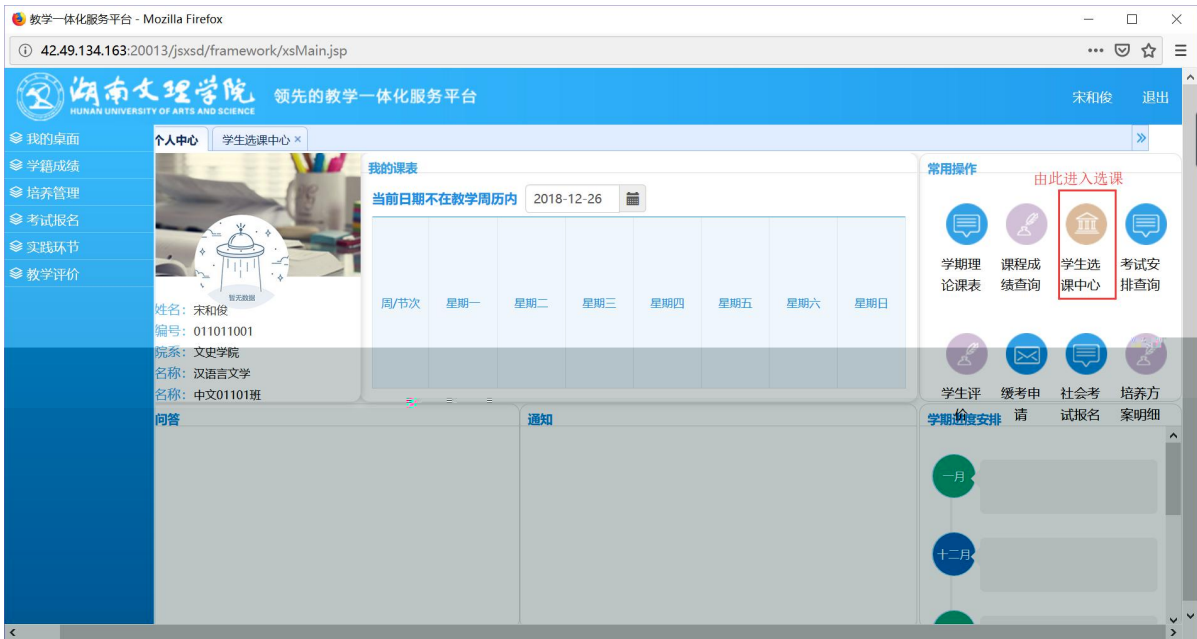 教学一体化服务平台 - Mozilla Firefox
42.49.134.163:20013/jsxsd/framework/xsMain.jsp
湖南文理学院
HUNAN UNIVERSITY OF ARTS AND SCIENCE
领先的教学一体化服务平台
宋和俊 退出
我的桌面
学籍成绩
培养管理
考试报名
实践环节
教学评价
个人中心 学生选课中心 ×
暂无数据
姓名：宋和俊
编号：011011001
院系：文史学院
名称：汉语言文学
名称：中文01101班
我的课表
当前日期不在教学周历内 2018-12-26
周/节次 星期一 星期二 星期三 星期四 星期五 星期六 星期日
常用操作
由此进入选课
学期理论课表
课程成绩查询
学生选课中心
考试安排查询
学生评价
缓考申请
社会考试报名
培养方案明细
问答
通知
学期进度安排
一月
十二月